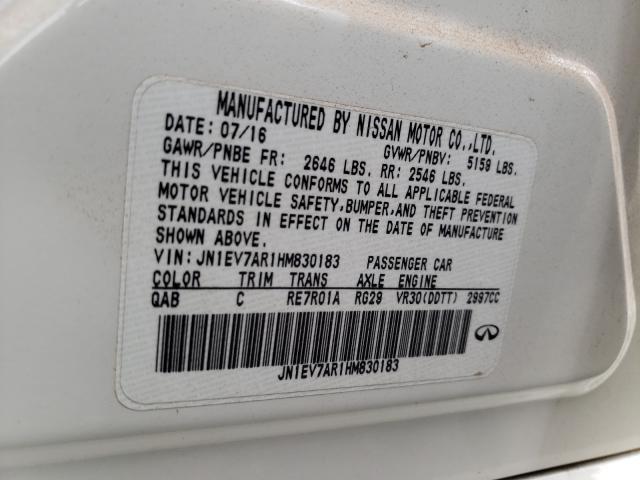 MANUFACTURED BY NISSAN MOTOR CO.,LTD.
DATE: 07/16 GVWR/PNBV: 5159 LBS.
GAWR/PNBE FR: 2646 LBS. RR: 2546 LBS.
THIS VEHICLE CONFORMS TO ALL APPLICABLE FEDERAL
MOTOR VEHICLE SAFETY,BUMPER,AND THEFT PREVENTION
STANDARDS IN EFFECT ON THE DATE OF MANUFACTURE
SHOWN ABOVE.
VIN: JN1EV7AR1HM830183 PASSENGER CAR
COLOR TRIM TRANS AXLE ENGINE
QAB C RE7R01A RG29 VR30(DDTT) 2997CC
JN1EV7AR1HM830183